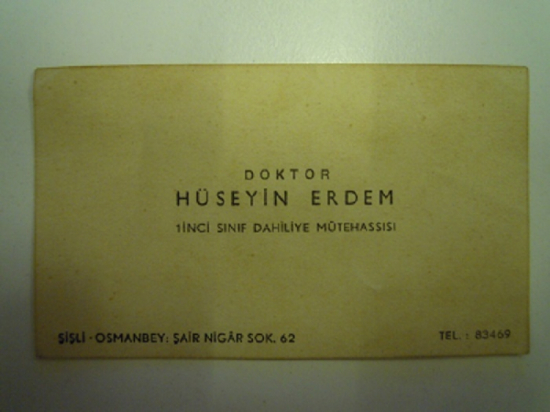 DOKTOR
HÜSEYİN ERDEM
1İNCİ SINIF DAHİLİYE MÜTEHASSISI
ŞİŞLİ - OSMANBEY: ŞAİR NİGÂR SOK. 62
TEL. : 83469